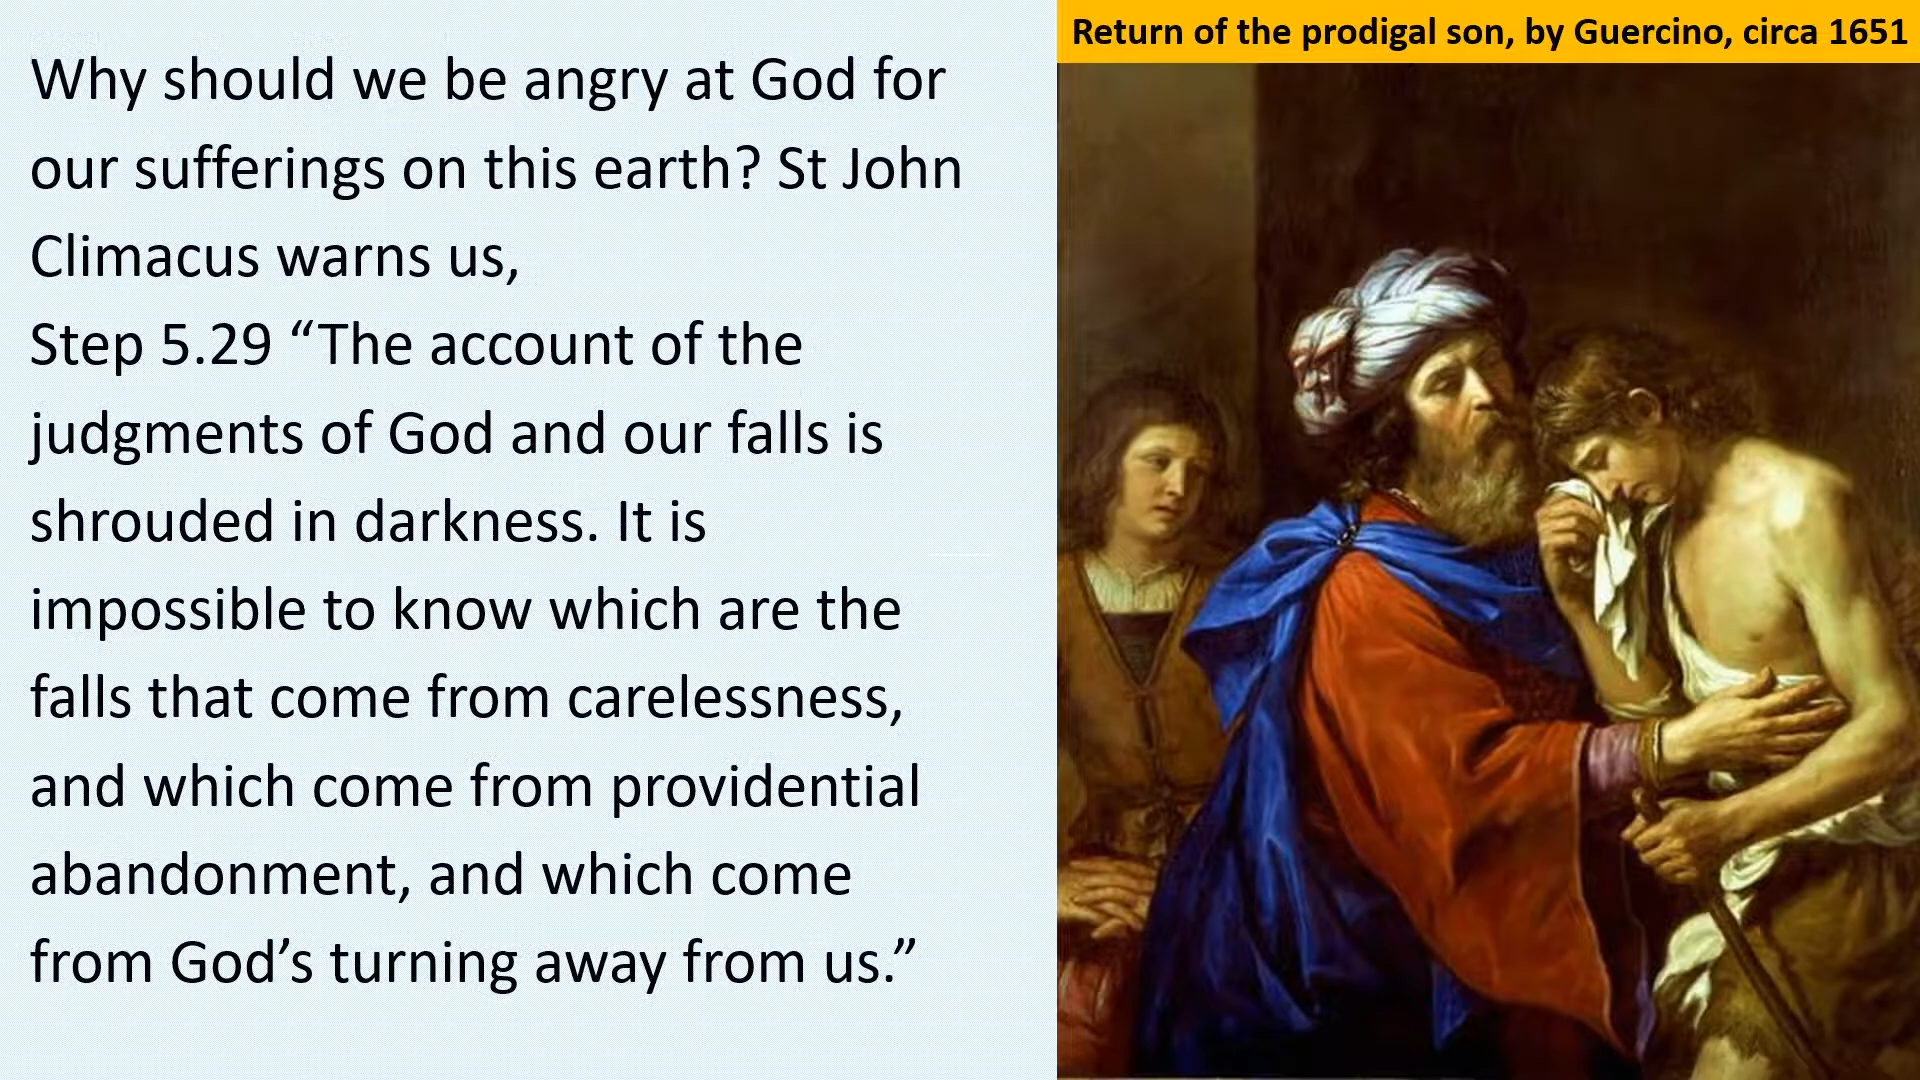 Return of the prodigal son, by Guercino, circa 1651
Why should we be angry at God for
our sufferings on this earth? St John
Climacus warns us,
Step 5.29 “The account of the
judgments of God and our falls is
shrouded in darkness. It is
impossible to know which are the
falls that come from carelessness,
and which come from providential
abandonment, and which come
from God’s turning away from us.”